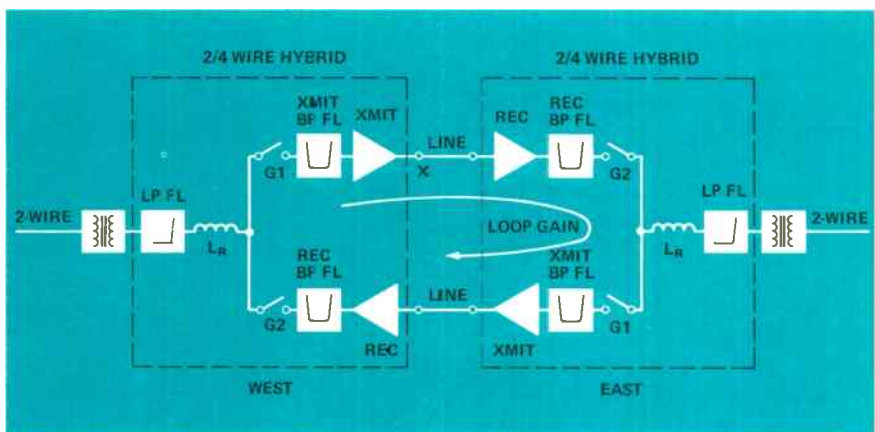 2/4 WIRE HYBRID
2/4 WIRE HYBRID
XMIT
BP FL
XMIT
REC
REC
BP FL
LINE
G1
X
G2
LP FL
LP FL
2-WIRE
2-WIRE
LOOP GAIN
LR
LR
REC
BP FL
XMIT
BP FL
LINE
G2
G1
REC
XMIT
WEST
EAST